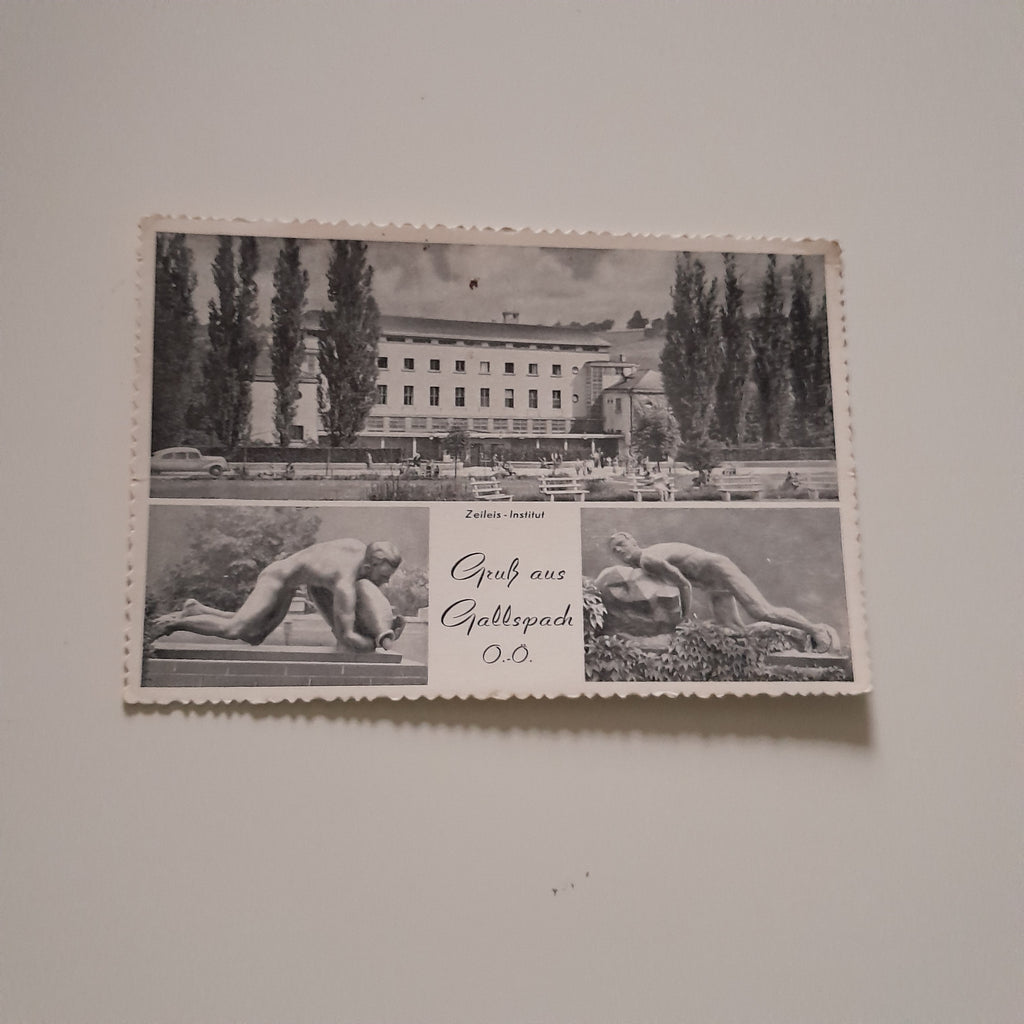 Zeileis-Institut
Gruß aus
Gallspach
O.-Ö.